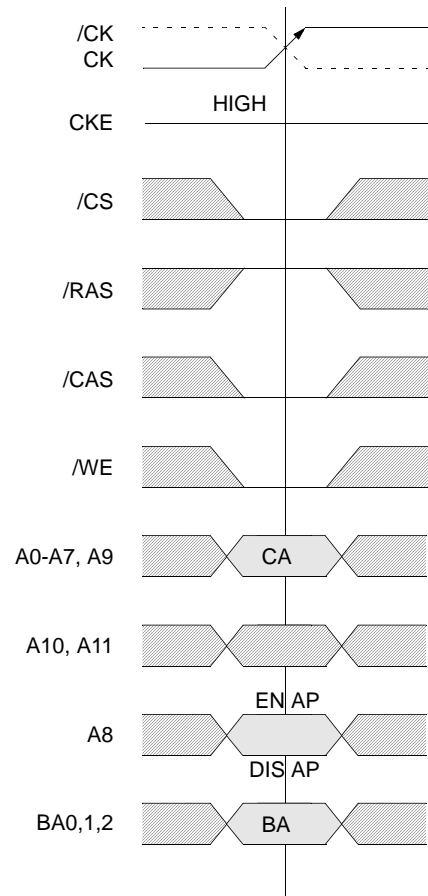 /CK
CK
HIGH
CKE
/CS
/RAS
/CAS
/WE
A0-A7, A9
CA
A10, A11
EN AP
A8
DIS AP
BA0,1,2
BA